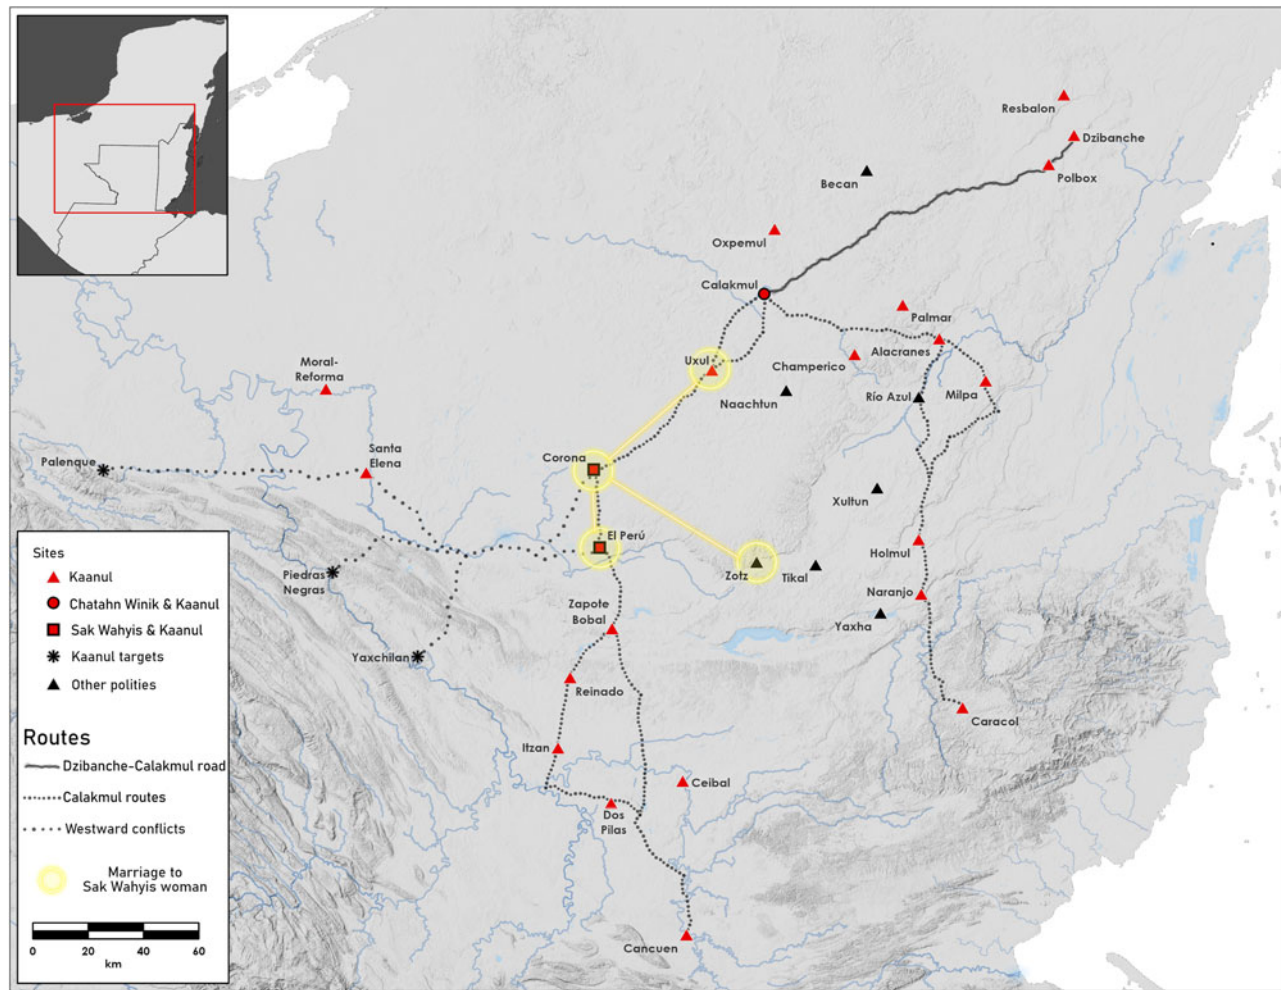 Resbalon
Dzibanche
Polbox
Becan
Oxpemul
Calakmul
Palmar
Alacranes
Uxul
Champerico
Moral-
Reforma
Naachtun
Río Azul
Milpa
Palenque
Santa
Elena
Corona
Xultun
El Perú
Holmul
Zotz
Tikal
Piedras
Negras
Naranjo
Zapote
Bobal
Yaxha
Yaxchilan
Reinado
Caracol
Itzan
Ceibal
Dos
Pilas
Cancuen
Sites
Kaanul
Chatahn Winik & Kaanul
Sak Wahyis & Kaanul
Kaanul targets
Other polities
Routes
Dzibanche-Calakmul road
Calakmul routes
Westward conflicts
Marriage to
Sak Wahyis woman
0 20 40 60
km